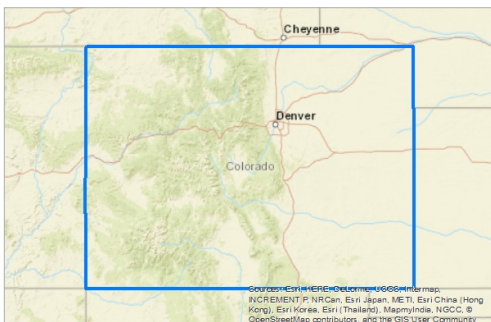 Cheyenne
Denver
Colorado
Sources: Esri, HERE, DeLorme, USGS, Intermap,
INCREMENT P, NRCan, Esri Japan, METI, Esri China (Hong
Kong), Esri Korea, Esri (Thailand), MapmyIndia, NGCC, ©
OpenStreetMap contributors, and the GIS User Community